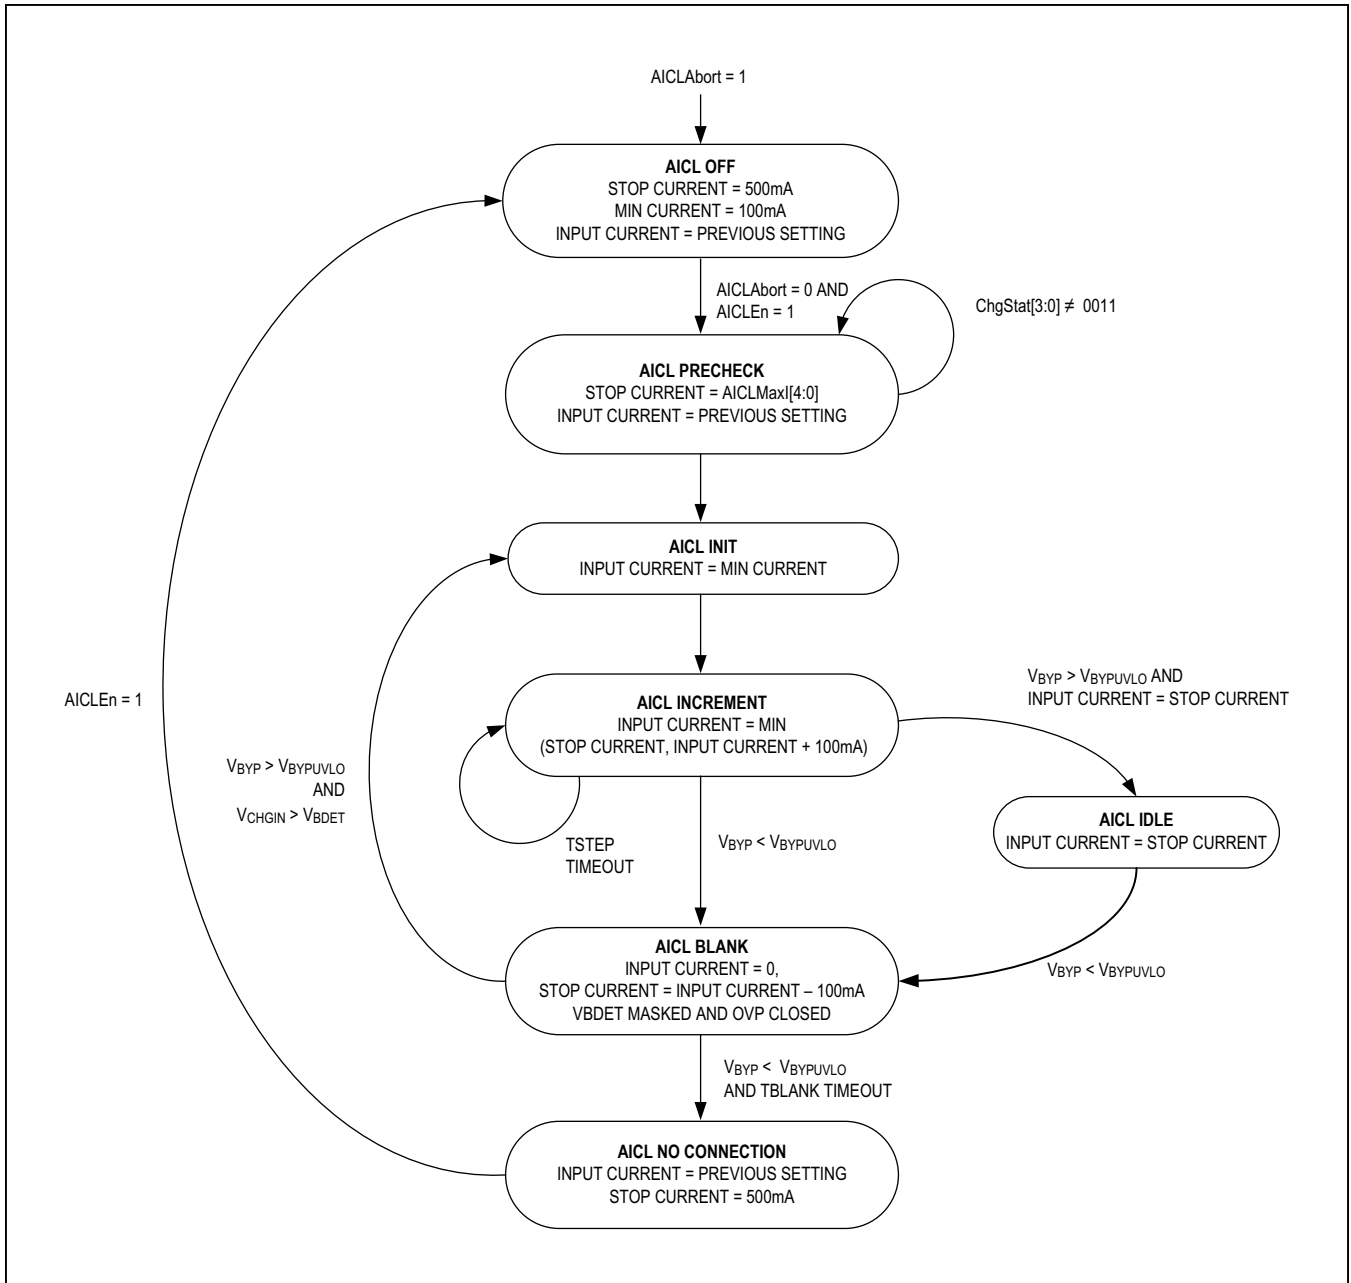 AICLAbort = 1
AICL OFF
STOP CURRENT = 500mA
MIN CURRENT = 100mA
INPUT CURRENT = PREVIOUS SETTING
AICLAbort = 0 AND
AICLEn = 1
ChgStat[3:0] ≠ 0011
AICL PRECHECK
STOP CURRENT = AICLMaxI[4:0]
INPUT CURRENT = PREVIOUS SETTING
AICL INIT
INPUT CURRENT = MIN CURRENT
VBYP > VBYPUVLO AND
INPUT CURRENT = STOP CURRENT
AICLEn = 1
AICL INCREMENT
INPUT CURRENT = MIN
(STOP CURRENT, INPUT CURRENT + 100mA)
VBYP > VBYPUVLO
AND
VCHGIN > VBDET
TSTEP
TIMEOUT
VBYP < VBYPUVLO
AICL IDLE
INPUT CURRENT = STOP CURRENT
AICL BLANK
INPUT CURRENT = 0,
STOP CURRENT = INPUT CURRENT – 100mA
VBDET MASKED AND OVP CLOSED
VBYP < VBYPUVLO
VBYP < VBYPUVLO
AND TBLANK TIMEOUT
AICL NO CONNECTION
INPUT CURRENT = PREVIOUS SETTING
STOP CURRENT = 500mA